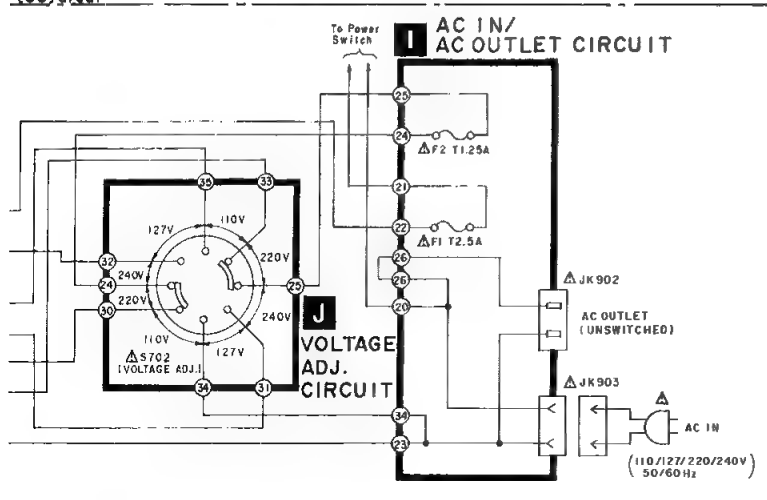 To Power
Switch
I AC IN/
AC OUTLET CIRCUIT
25
24
⚠F2 T1.25A
21
22
⚠F1 T2.5A
26
26
20
35
33
127V
110V
220V
32
24
240V
220V
30
25
240V
110V
127V
⚠S702
(VOLTAGE ADJ.)
34
31
J
VOLTAGE
ADJ.
CIRCUIT
⚠JK902
AC OUTLET
(UNSWITCHED)
⚠JK903
34
23
⚠
AC IN
(110/127/220/240V)
50/60Hz